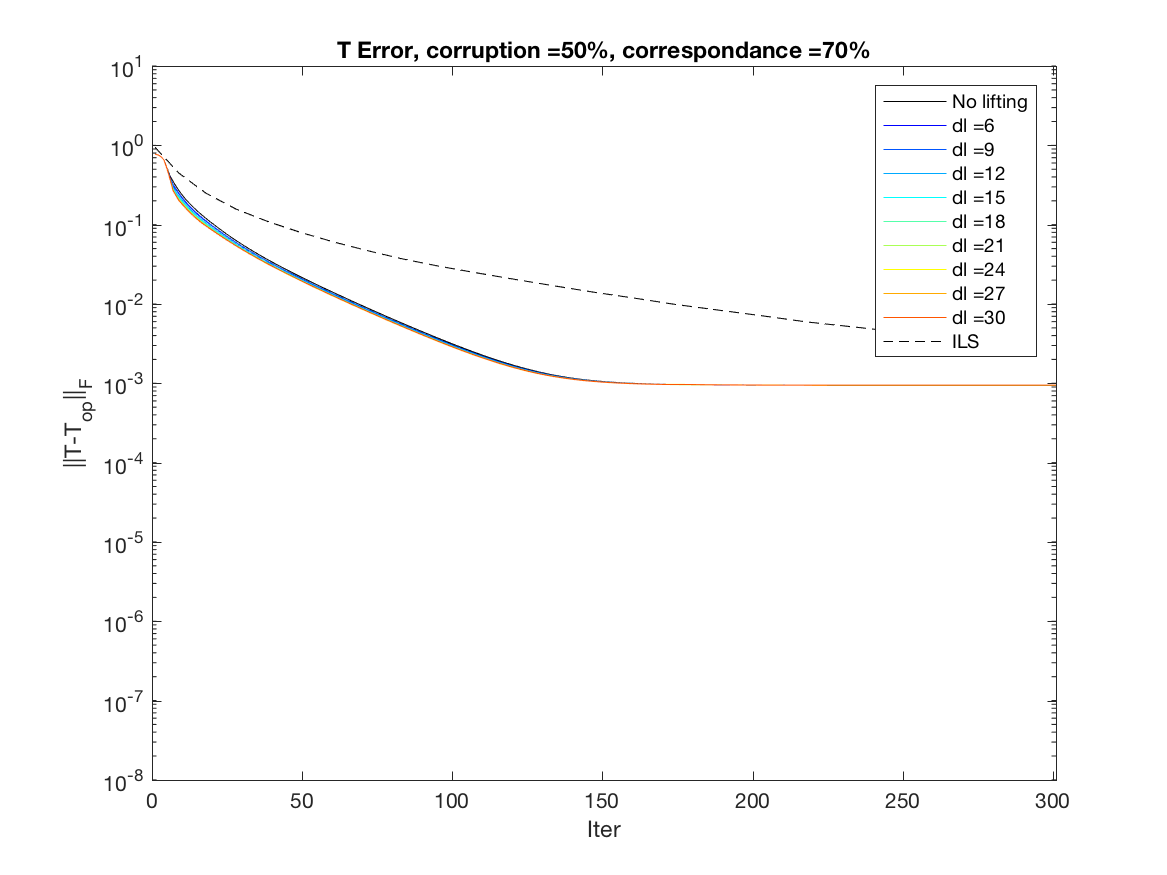 T Error, corruption =50%, correspondance =70%
10^1
10^0
10^-1
10^-2
10^-3
10^-4
10^-5
10^-6
10^-7
10^-8
||T-T_op||_F
No lifting
dl =6
dl =9
dl =12
dl =15
dl =18
dl =21
dl =24
dl =27
dl =30
ILS
0 50 100 150 200 250 300
Iter